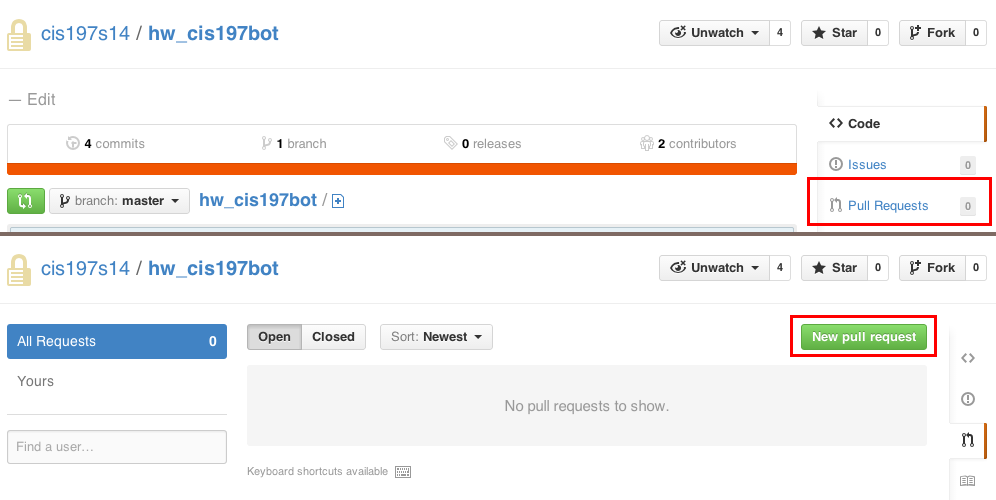 cis197s14 / hw_cis197bot
Unwatch 4 Star 0 Fork 0
— Edit
4 commits 1 branch 0 releases 2 contributors
Code
Issues 0
branch: master hw_cis197bot /
Pull Requests 0
cis197s14 / hw_cis197bot
Unwatch 4 Star 0 Fork 0
All Requests 0
Open Closed Sort: Newest New pull request
Yours
No pull requests to show.
Find a user...
Keyboard shortcuts available